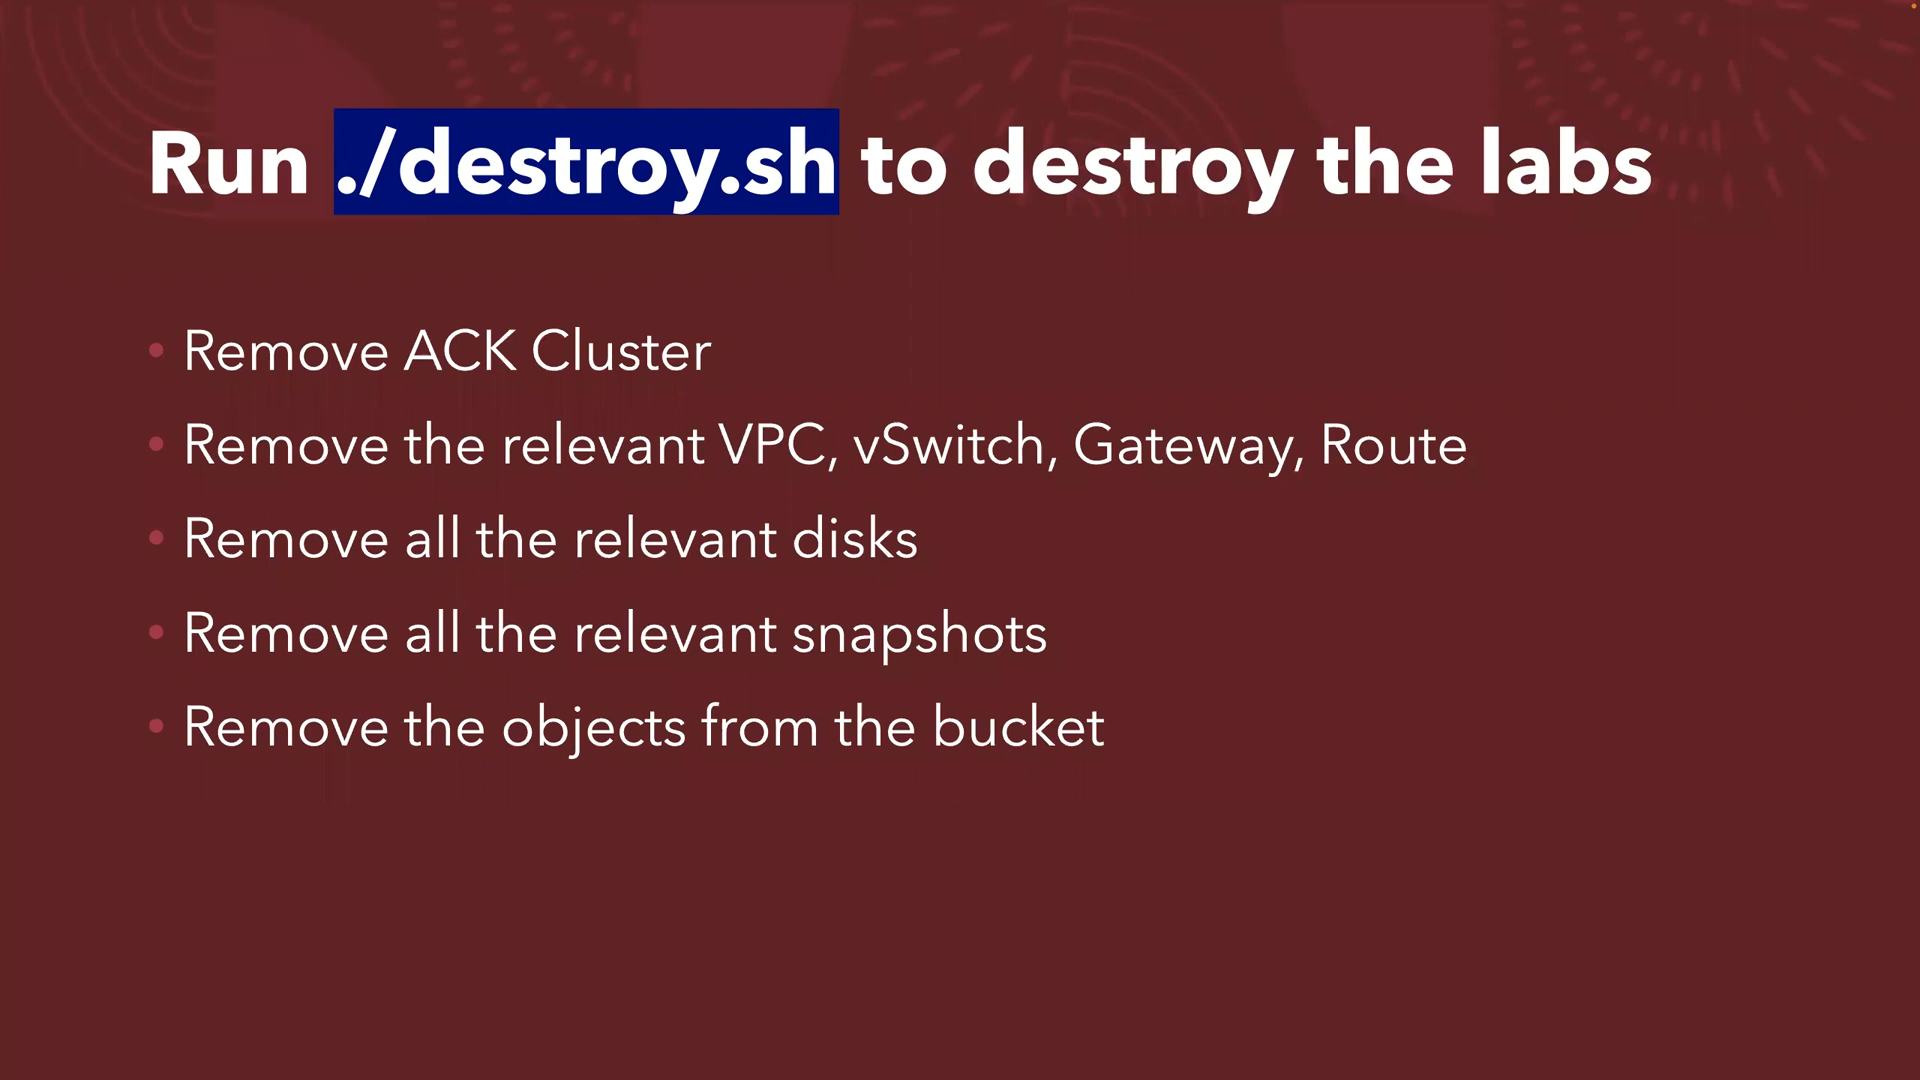 Run ./destroy.sh to destroy the labs
• Remove ACK Cluster
• Remove the relevant VPC, vSwitch, Gateway, Route
• Remove all the relevant disks
• Remove all the relevant snapshots
• Remove the objects from the bucket